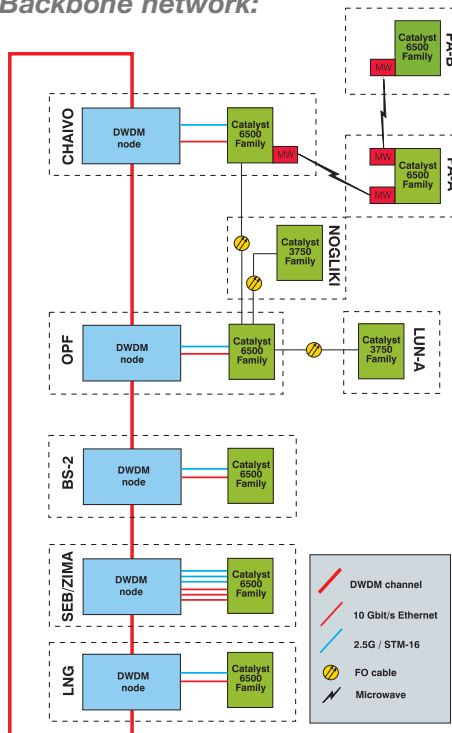 Backbone network:
Catalyst
6500
Family
MW
PA-B
CHAIVO
DWDM
node
Catalyst
6500
Family
MW
MW
Catalyst
6500
Family
MW
PA-A
Catalyst
3750
Family
NOGLIKI
OPF
DWDM
node
Catalyst
6500
Family
Catalyst
3750
Family
LUN-A
BS-2
DWDM
node
Catalyst
6500
Family
SEB/ZIMA
DWDM
node
Catalyst
6500
Family
LNG
DWDM
node
Catalyst
6500
Family
DWDM channel
10 Gbit/s Ethernet
2.5G / STM-16
FO cable
Microwave